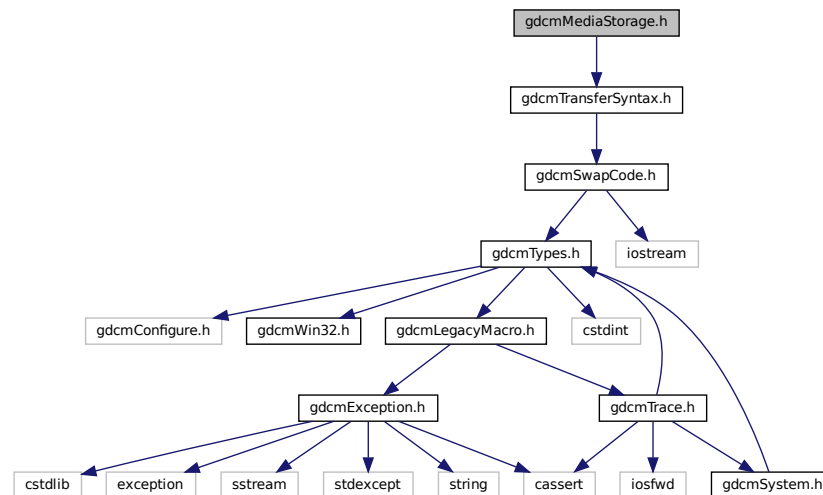 gdcmMediaStorage.h
gdcmTransferSyntax.h
gdcmSwapCode.h
gdcmTypes.h
iostream
gdcmConfigure.h
gdcmWin32.h
gdcmLegacyMacro.h
cstdint
gdcmException.h
gdcmTrace.h
cstdlib
exception
sstream
stdexcept
string
cassert
iosfwd
gdcmSystem.h